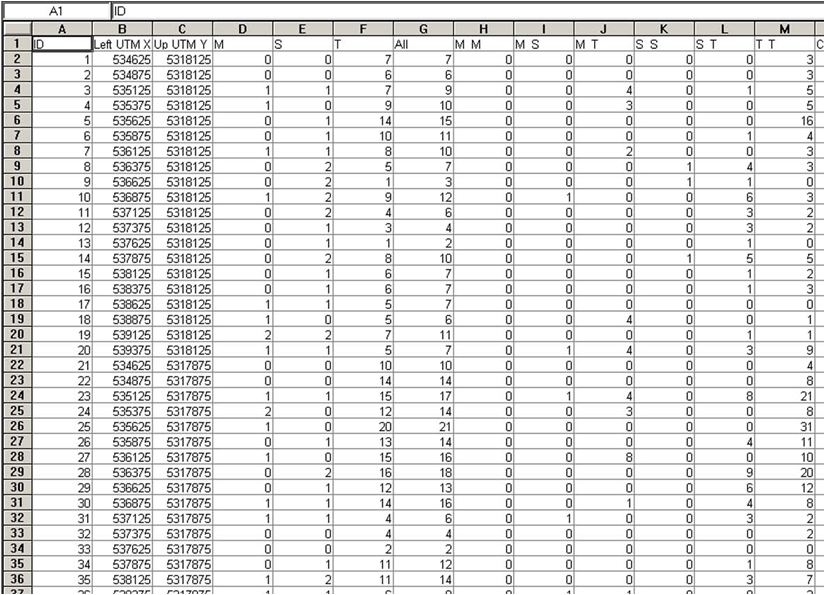 A1 ID
A B C D E F G H I J K L M
1 ID Left UTM X Up UTM Y M S T All M M M S M T S S S T T T C
2 1 534625 5318125 0 0 7 7 0 0 0 0 0 3
3 2 534875 5318125 0 0 6 6 0 0 0 0 0 3
4 3 535125 5318125 1 1 7 9 0 0 4 0 1 5
5 4 535375 5318125 1 0 9 10 0 0 3 0 0 5
6 5 535625 5318125 0 1 14 15 0 0 0 0 0 16
7 6 535875 5318125 0 1 10 11 0 0 0 0 1 4
8 7 536125 5318125 1 1 8 10 0 0 2 0 0 3
9 8 536375 5318125 0 2 5 7 0 0 0 1 4 3
10 9 536625 5318125 0 2 1 3 0 0 0 1 1 0
11 10 536875 5318125 1 2 9 12 0 1 0 0 6 3
12 11 537125 5318125 0 2 4 6 0 0 0 0 3 2
13 12 537375 5318125 0 1 3 4 0 0 0 0 3 2
14 13 537625 5318125 0 1 1 2 0 0 0 0 1 0
15 14 537875 5318125 0 2 8 10 0 0 0 1 5 5
16 15 538125 5318125 0 1 6 7 0 0 0 0 1 2
17 16 538375 5318125 0 1 6 7 0 0 0 0 1 3
18 17 538625 5318125 1 1 5 7 0 0 0 0 0 0
19 18 538875 5318125 1 0 5 6 0 0 4 0 0 1
20 19 539125 5318125 2 2 7 11 0 0 0 0 1 1
21 20 539375 5318125 1 1 5 7 0 1 4 0 3 9
22 21 534625 5317875 0 0 10 10 0 0 0 0 0 4
23 22 534875 5317875 0 0 14 14 0 0 0 0 0 8
24 23 535125 5317875 1 1 15 17 0 1 4 0 8 21
25 24 535375 5317875 2 0 12 14 0 0 3 0 0 8
26 25 535625 5317875 1 0 20 21 0 0 0 0 0 31
27 26 535875 5317875 0 1 13 14 0 0 0 0 4 11
28 27 536125 5317875 1 0 15 16 0 0 8 0 0 10
29 28 536375 5317875 0 2 16 18 0 0 0 0 9 20
30 29 536625 5317875 0 1 12 13 0 0 0 0 6 12
31 30 536875 5317875 1 1 14 16 0 0 1 0 4 8
32 31 537125 5317875 1 1 4 6 0 1 0 0 3 2
33 32 537375 5317875 0 0 4 4 0 0 0 0 0 2
34 33 537625 5317875 0 0 2 2 0 0 0 0 0 0
35 34 537875 5317875 0 1 11 12 0 0 0 0 1 8
36 35 538125 5317875 1 2 11 14 0 0 0 0 3 7